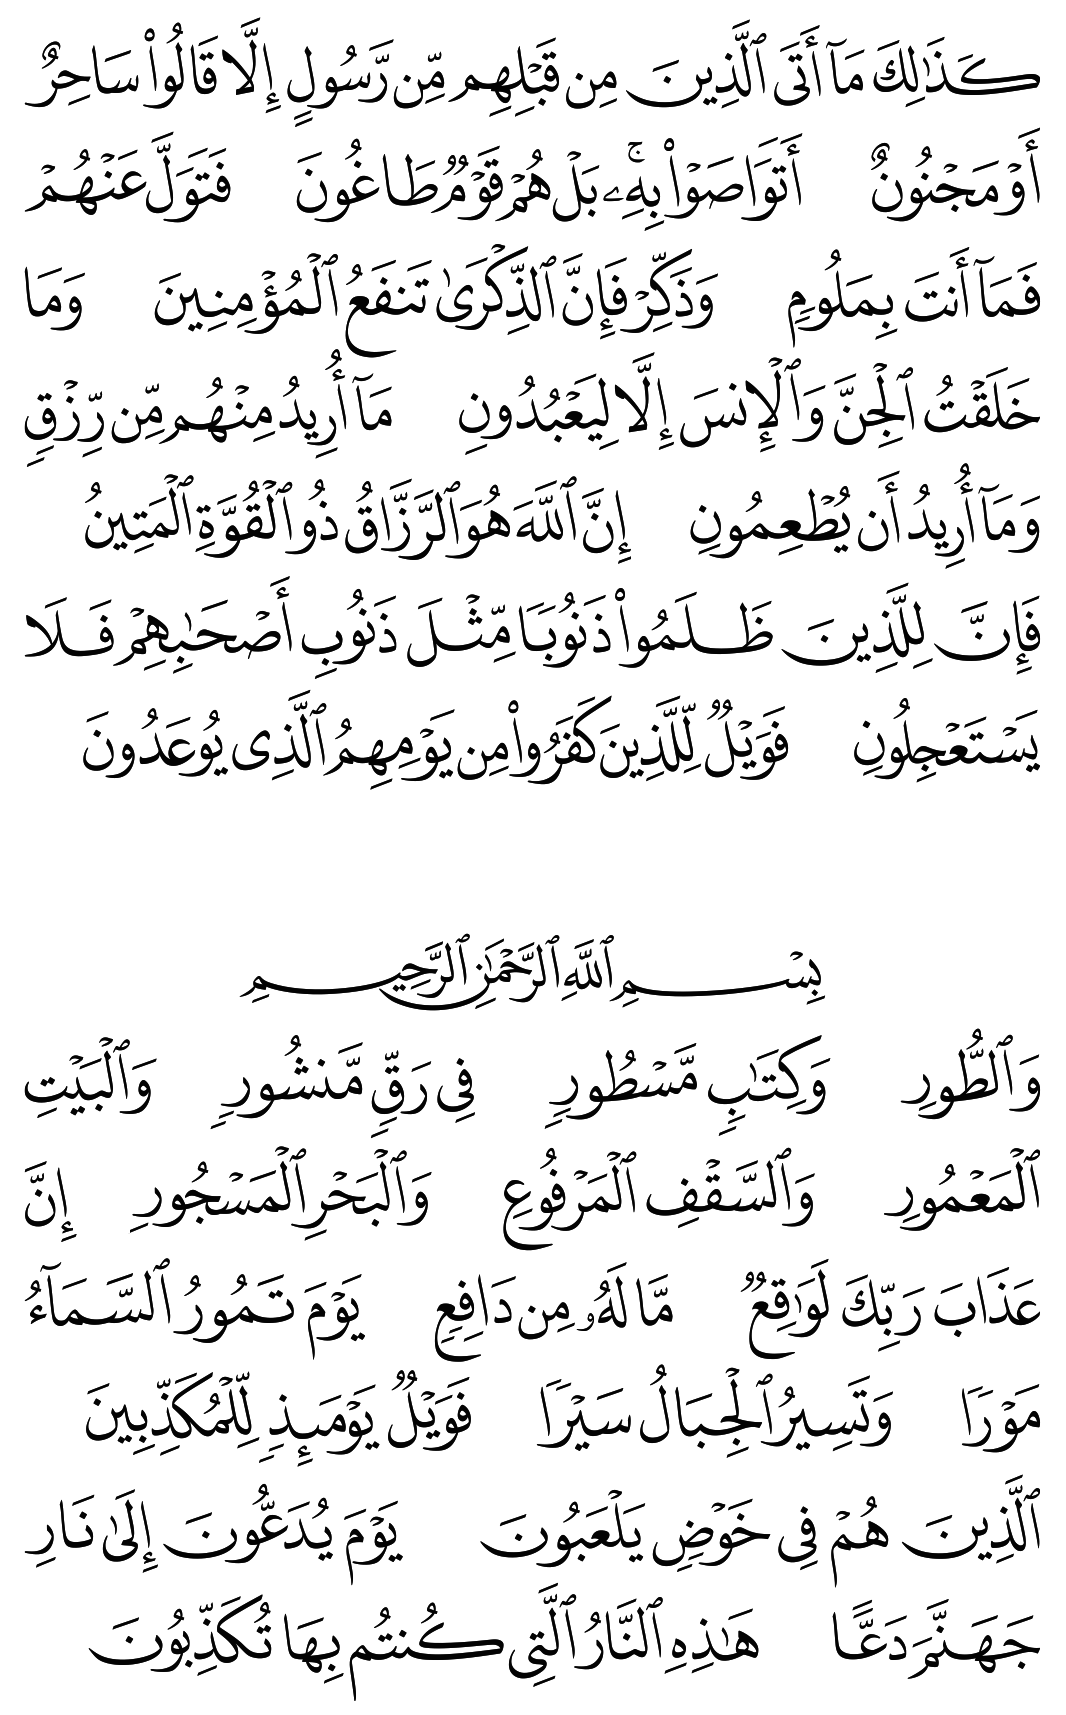 كَذَٰلِكَ مَآ أَتَى ٱلَّذِينَ مِن قَبْلِهِم مِّن رَّسُولٍ إِلَّا قَالُوا۟ سَاحِرٌ
أَوْ مَجْنُونٌ أَتَوَاصَوْا۟ بِهِۦ ۚ بَلْ هُمْ قَوْمٌ طَاغُونَ فَتَوَلَّ عَنْهُمْ
فَمَآ أَنتَ بِمَلُومٍ وَذَكِّرْ فَإِنَّ ٱلذِّكْرَىٰ تَنفَعُ ٱلْمُؤْمِنِينَ وَمَا
خَلَقْتُ ٱلْجِنَّ وَٱلْإِنسَ إِلَّا لِيَعْبُدُونِ مَآ أُرِيدُ مِنْهُم مِّن رِّزْقٍ
وَمَآ أُرِيدُ أَن يُطْعِمُونِ إِنَّ ٱللَّهَ هُوَ ٱلرَّزَّاقُ ذُو ٱلْقُوَّةِ ٱلْمَتِينُ
فَإِنَّ لِلَّذِينَ ظَلَمُوا۟ ذَنُوبًا مِّثْلَ ذَنُوبِ أَصْحَٰبِهِمْ فَلَا
يَسْتَعْجِلُونِ فَوَيْلٌ لِّلَّذِينَ كَفَرُوا۟ مِن يَوْمِهِمُ ٱلَّذِى يُوعَدُونَ
بِسْمِ ٱللَّهِ ٱلرَّحْمَٰنِ ٱلرَّحِيمِ
وَٱلطُّورِ وَكِتَٰبٍ مَّسْطُورٍ فِى رَقٍّ مَّنشُورٍ وَٱلْبَيْتِ
ٱلْمَعْمُورِ وَٱلسَّقْفِ ٱلْمَرْفُوعِ وَٱلْبَحْرِ ٱلْمَسْجُورِ إِنَّ
عَذَابَ رَبِّكَ لَوَٰقِعٌ مَّا لَهُۥ مِن دَافِعٍ يَوْمَ تَمُورُ ٱلسَّمَآءُ
مَوْرًا وَتَسِيرُ ٱلْجِبَالُ سَيْرًا فَوَيْلٌ يَوْمَئِذٍ لِّلْمُكَذِّبِينَ
ٱلَّذِينَ هُمْ فِى خَوْضٍ يَلْعَبُونَ يَوْمَ يُدَعُّونَ إِلَىٰ نَارِ
جَهَنَّمَ دَعًّا هَٰذِهِ ٱلنَّارُ ٱلَّتِى كُنتُم بِهَا تُكَذِّبُونَ